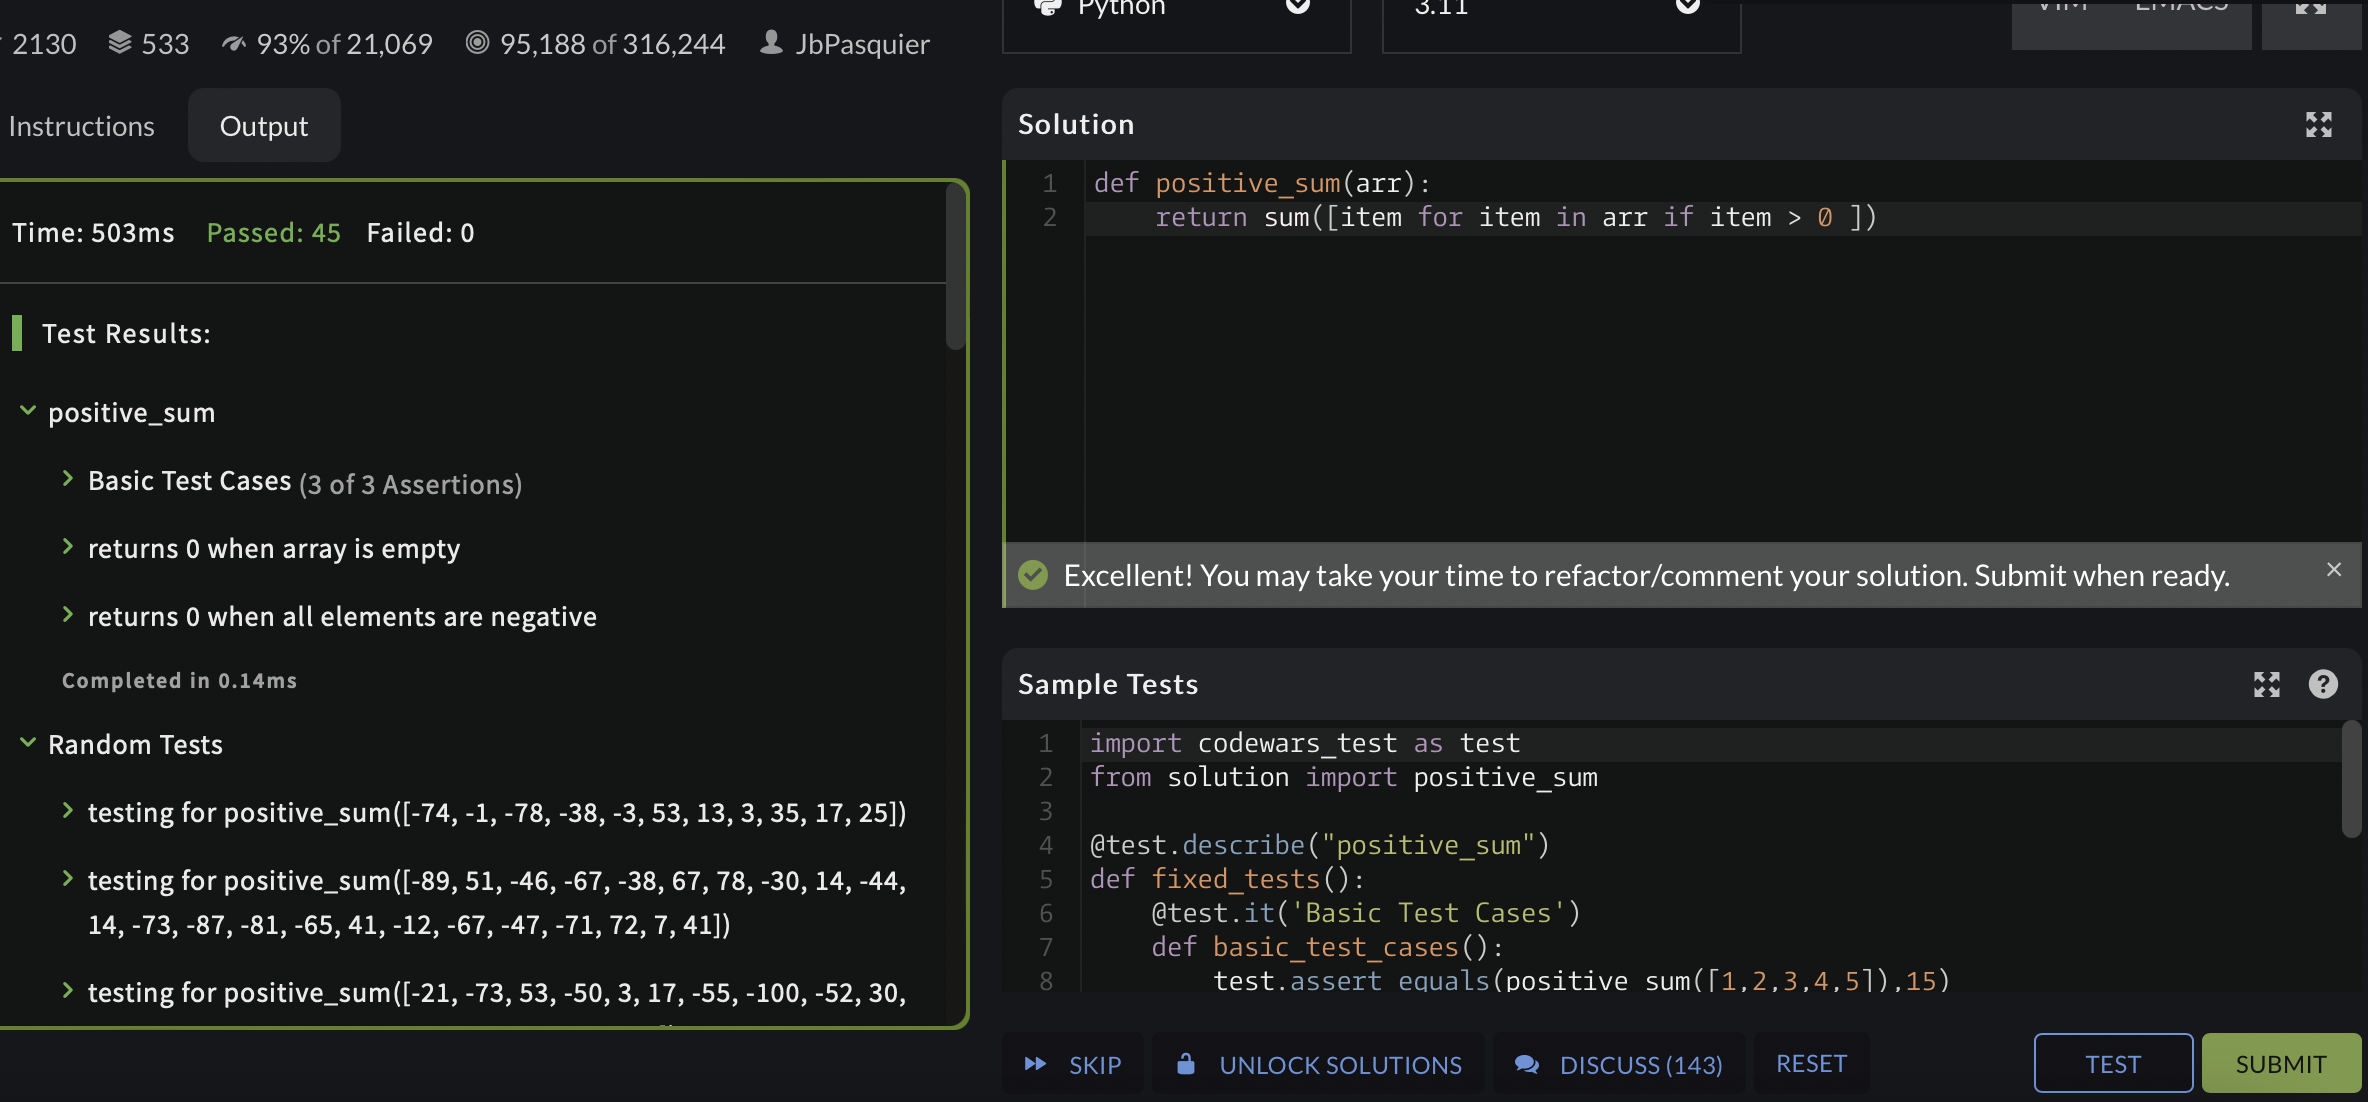 Python
3.11
VIM EMACS
2130 533 93% of 21,069 95,188 of 316,244 JbPasquier
Instructions Output
Time: 503ms Passed: 45 Failed: 0
Test Results:
positive_sum
Basic Test Cases (3 of 3 Assertions)
returns 0 when array is empty
returns 0 when all elements are negative
Completed in 0.14ms
Random Tests
testing for positive_sum([-74, -1, -78, -38, -3, 53, 13, 3, 35, 17, 25])
testing for positive_sum([-89, 51, -46, -67, -38, 67, 78, -30, 14, -44,
14, -73, -87, -81, -65, 41, -12, -67, -47, -71, 72, 7, 41])
testing for positive_sum([-21, -73, 53, -50, 3, 17, -55, -100, -52, 30,
Solution
1 def positive_sum(arr):
2     return sum([item for item in arr if item > 0 ])
Excellent! You may take your time to refactor/comment your solution. Submit when ready.
Sample Tests
1 import codewars_test as test
2 from solution import positive_sum
3
4 @test.describe("positive_sum")
5 def fixed_tests():
6     @test.it('Basic Test Cases')
7     def basic_test_cases():
8         test.assert_equals(positive_sum([1,2,3,4,5]),15)
SKIP UNLOCK SOLUTIONS DISCUSS (143) RESET TEST SUBMIT